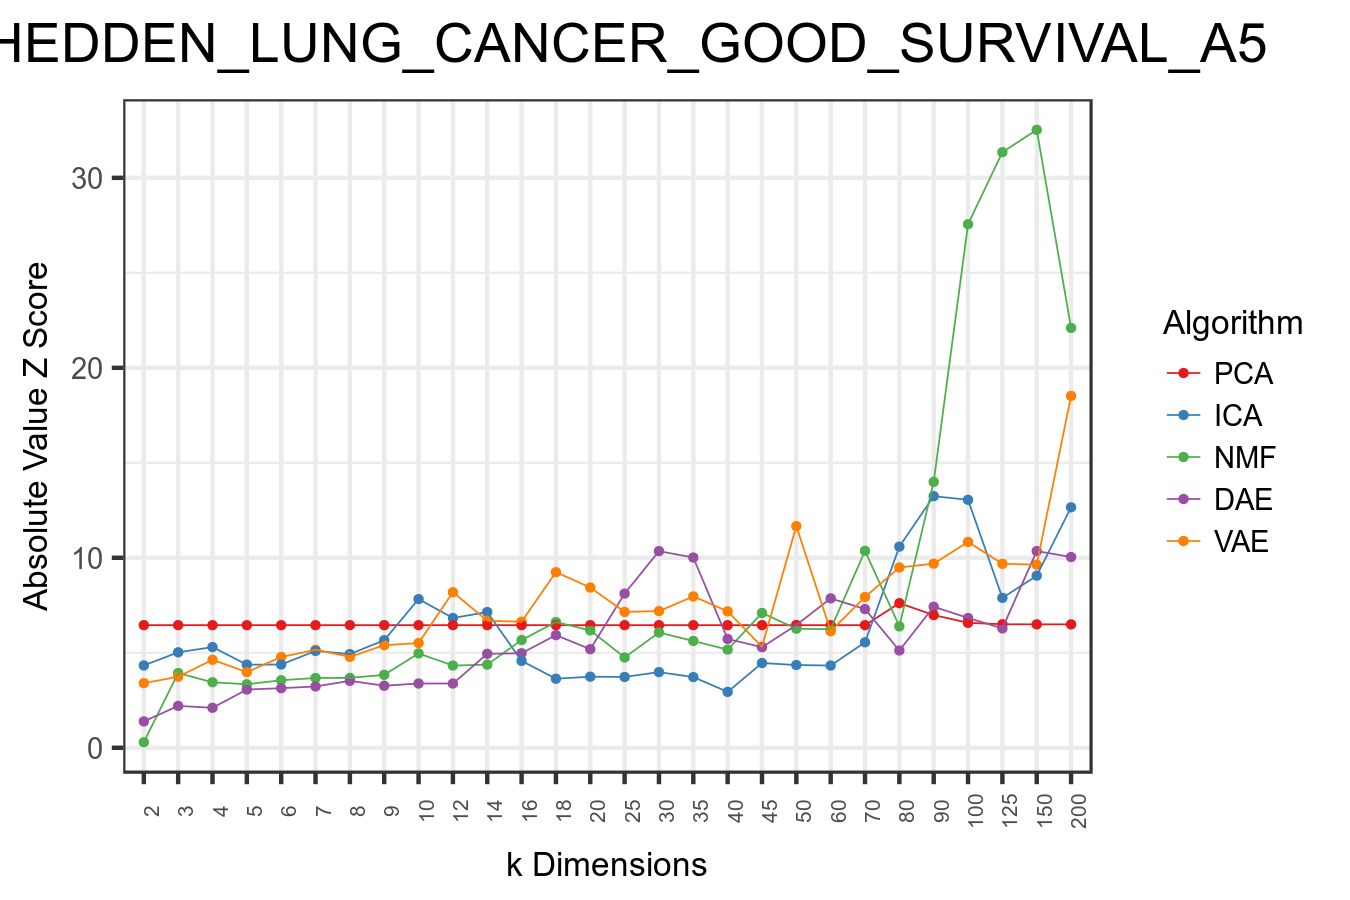 HEDDEN_LUNG_CANCER_GOOD_SURVIVAL_A5
Absolute Value Z Score
30
20
10
0
2 3 4 5 6 7 8 9 10 12 14 16 18 20 25 30 35 40 45 50 60 70 80 90 100 125 150 200
k Dimensions
Algorithm
PCA
ICA
NMF
DAE
VAE